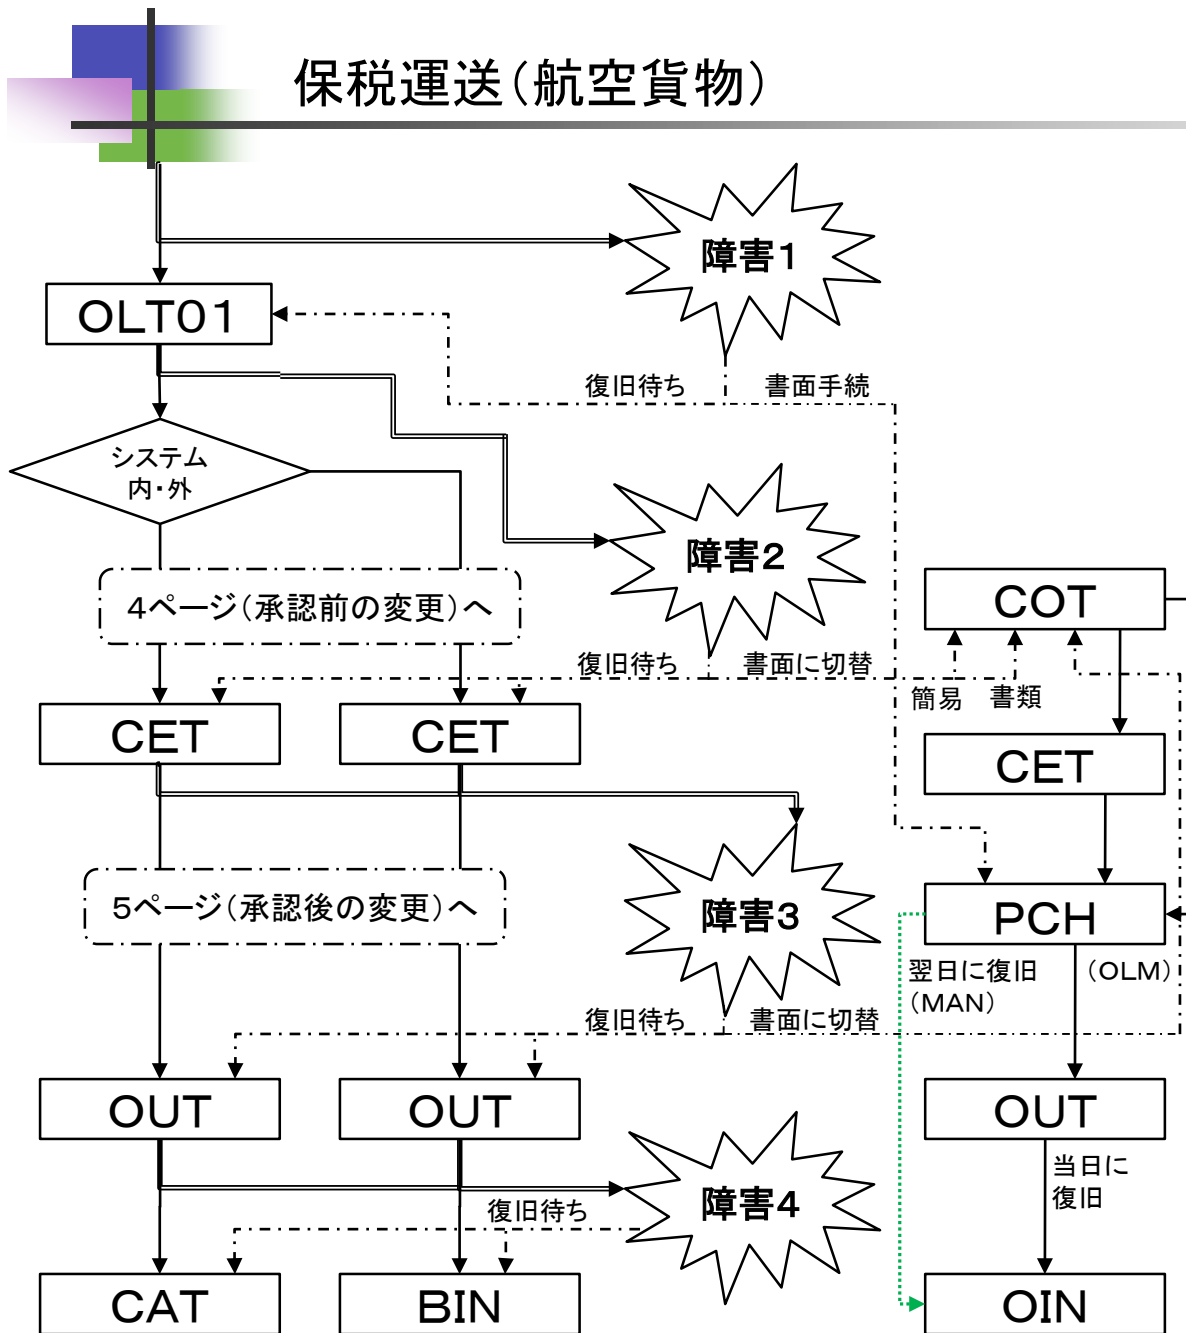 保税運送（航空貨物）
障害１
ＯＬＴ０１
復旧待ち
書面手続
システム
内・外
障害２
４ページ（承認前の変更）へ
ＣＯＴ
復旧待ち
書面に切替
簡易
書類
ＣＥＴ
ＣＥＴ
ＣＥＴ
５ページ（承認後の変更）へ
障害３
ＰＣＨ
翌日に復旧
（ＭＡＮ）
（ＯＬＭ）
復旧待ち
書面に切替
ＯＵＴ
ＯＵＴ
ＯＵＴ
当日に
復旧
障害４
復旧待ち
ＣＡＴ
ＢＩＮ
ＯＩＮ